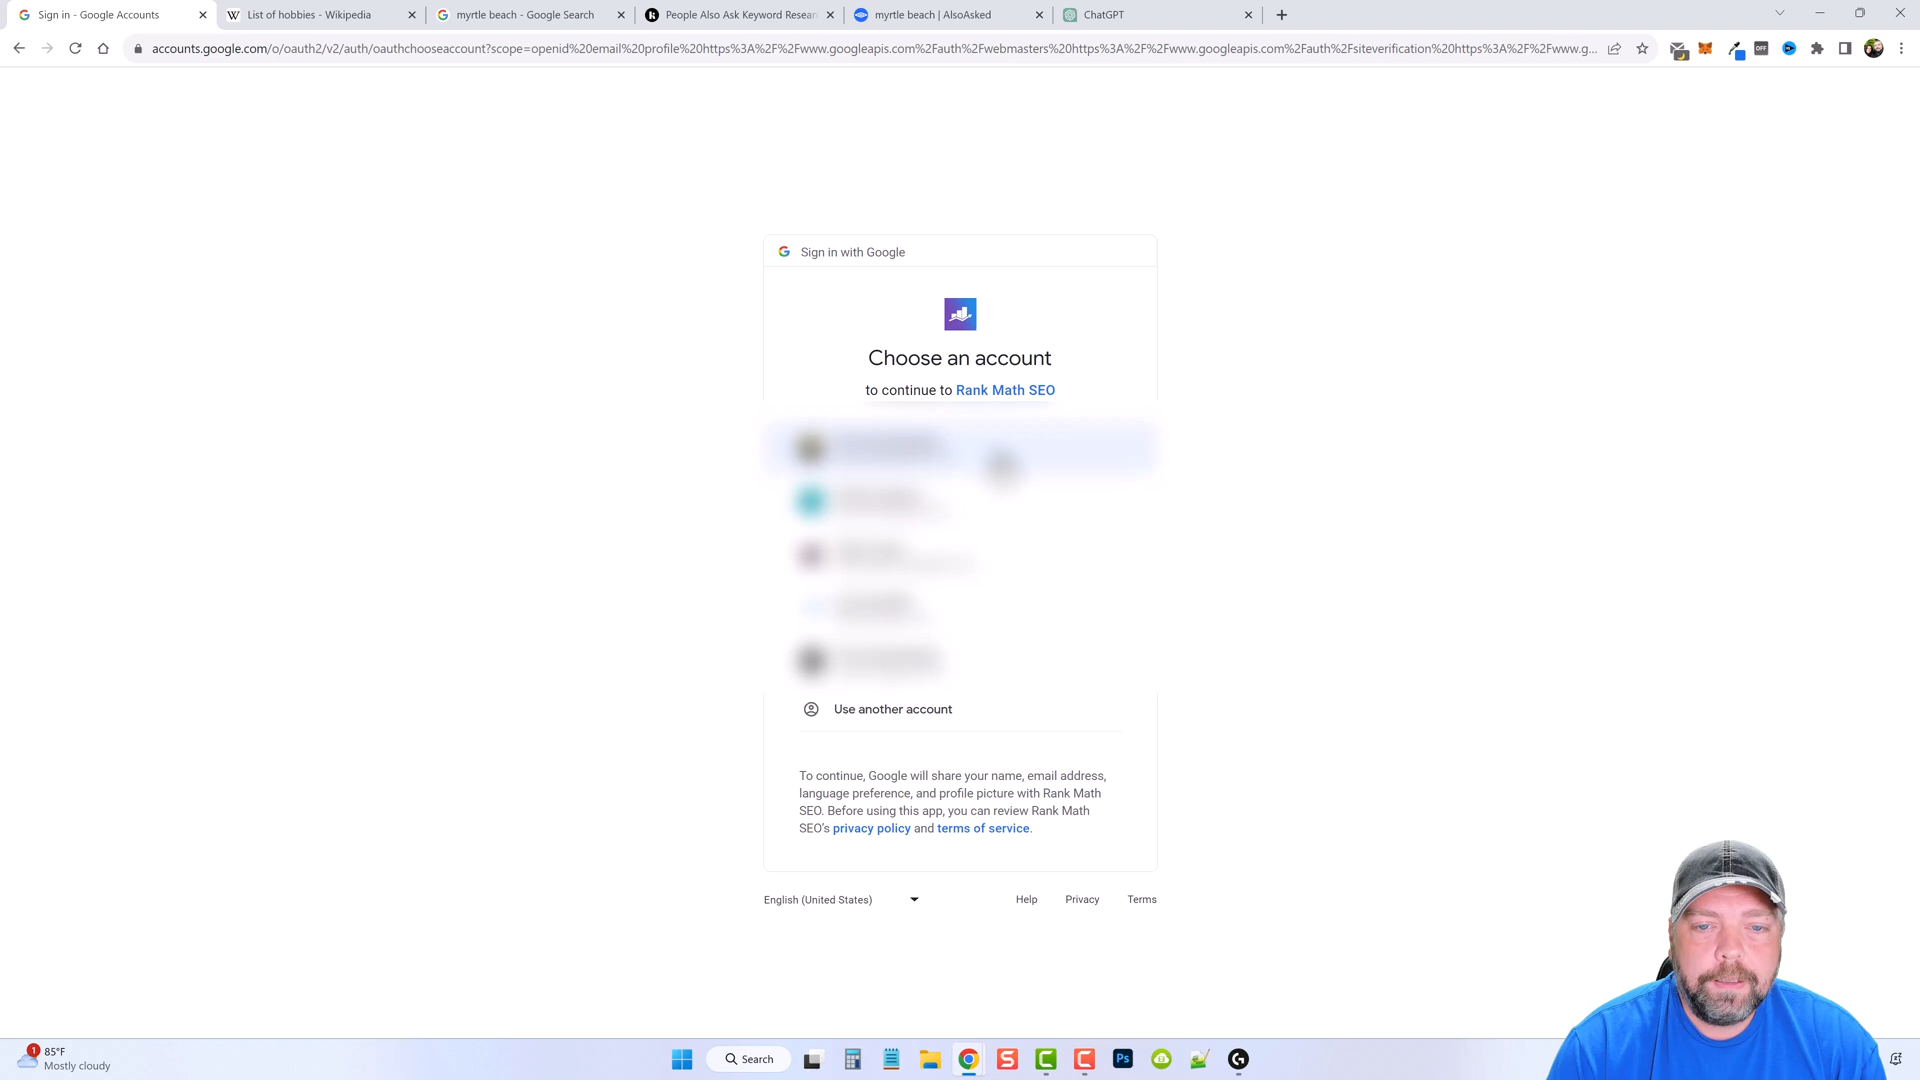 Sign in - Google Accounts
List of hobbies - Wikipedia
myrtle beach - Google Search
People Also Ask Keyword Resear
myrtle beach | AlsoAsked
ChatGPT
accounts.google.com/o/oauth2/v2/auth/oauthchooseaccount?scope=openid%20email%20profile%20https%3A%2F%2Fwww.googleapis.com%2Fauth%2Fwebmasters%20https%3A%2F%2Fwww.googleapis.com%2Fauth%2Fsiteverification%20https%3A%2F%2Fwww.g...
OFF
Sign in with Google
Choose an account
to continue to Rank Math SEO
Use another account
To continue, Google will share your name, email address,
language preference, and profile picture with Rank Math
SEO. Before using this app, you can review Rank Math
SEO's privacy policy and terms of service.
English (United States)
Help
Privacy
Terms
1
85°F
Mostly cloudy
Search
Ps